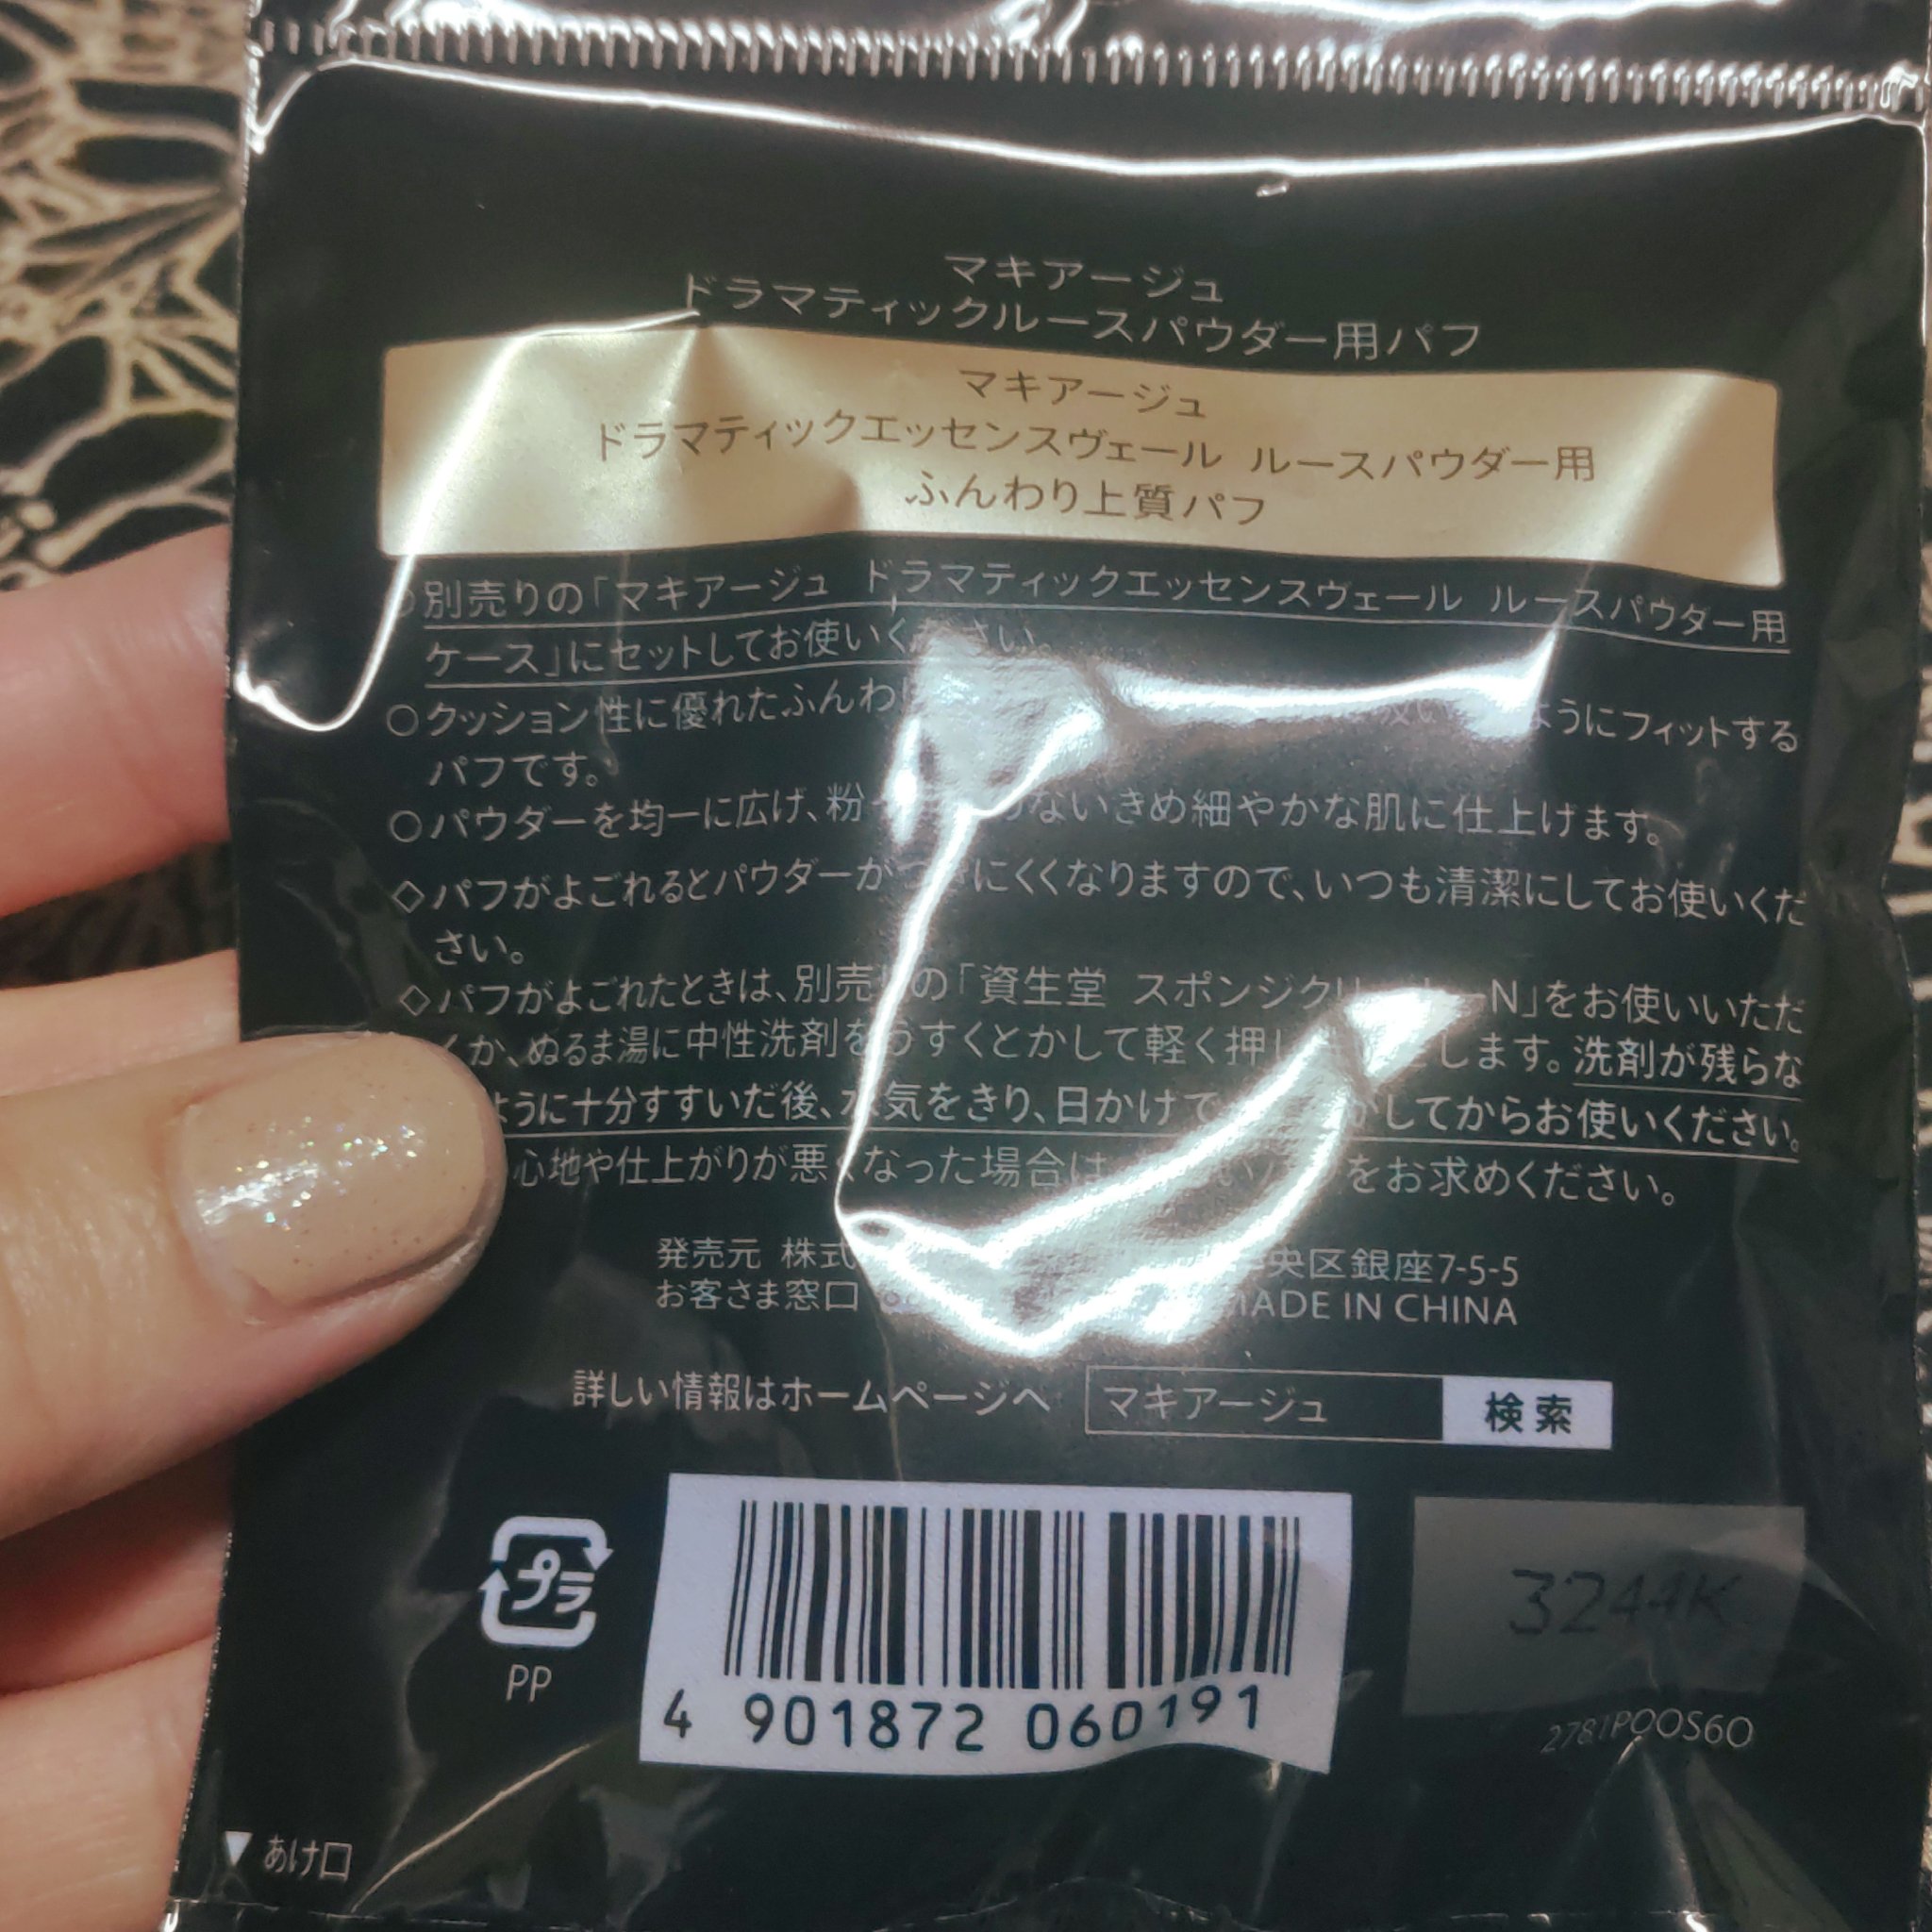 マキアージュ
ドラマティックルースパウダー用パフ
マキアージュ
ドラマティックエッセンスヴェール ルースパウダー用
ふんわり上質パフ
別売りの「マキアージュ ドラマティックエッセンスヴェール ルースパウダー用
ケース」にセットしてお使いください。
○クッション性に優れたふんわ ようにフィットする
パフです。
○パウダーを均一に広げ、粉 ないきめ細やかな肌に仕上げます。
◇パフがよごれるとパウダーが にくくなりますので、いつも清潔にしてお使いくだ
さい。
◇パフがよごれたときは、別売りの「資生堂 スポンジク N」をお使いいただ
くか、ぬるま湯に中性洗剤をうすくとかして軽く押し します。洗剤が残らな
ように十分すすいだ後、水気をきり、日かげで してからお使いください。
心地や仕上がりが悪くなった場合は をお求めください。
発売元 株式 央区銀座7-5-5
お客さま窓口 MADE IN CHINA
詳しい情報はホームページへ マキアージュ 検索
プラ
PP
4 901872 060191
3244K
2781POOS60
▼あけ口